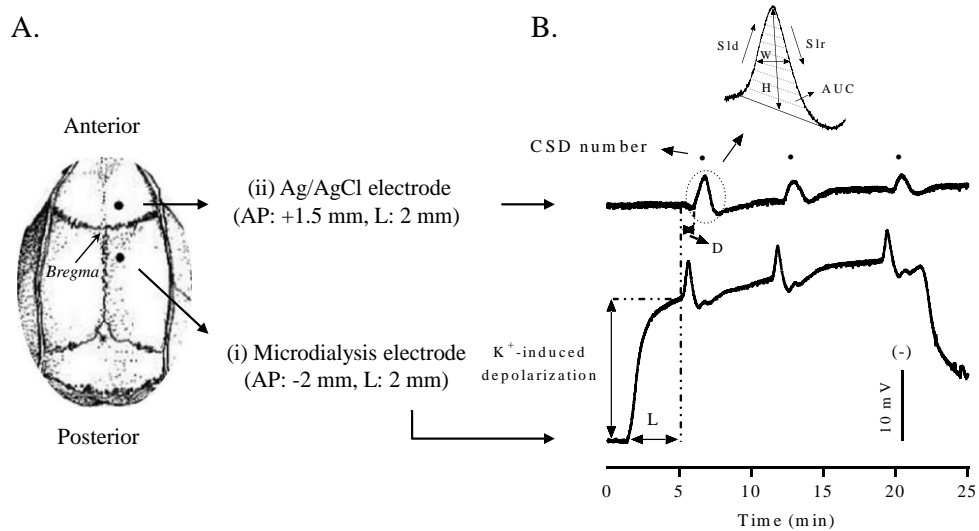 A.
Anterior
Bregma
Posterior
(ii) Ag/AgCl electrode
(AP: +1.5 mm, L: 2 mm)
(i) Microdialysis electrode
(AP: -2 mm, L: 2 mm)
B.
Sld
Slr
W
H
AUC
CSD number
D
K+-induced
depolarization
L
(-)
10 mV
0
5
10
15
20
25
Time (min)